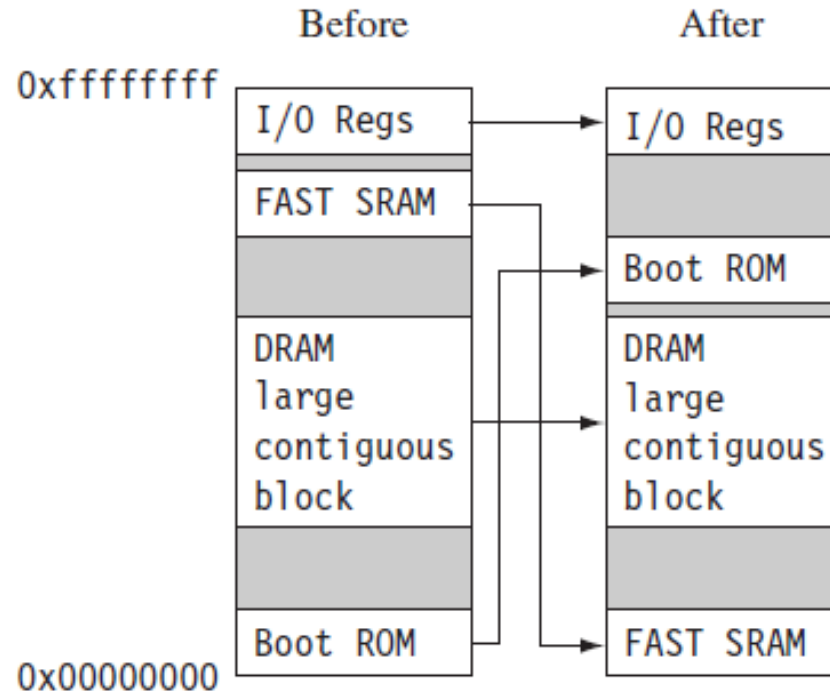 Before
After
0xffffffff
I/O Regs
FAST SRAM
DRAM
large
contiguous
block
Boot ROM
0x00000000
I/O Regs
Boot ROM
DRAM
large
contiguous
block
FAST SRAM